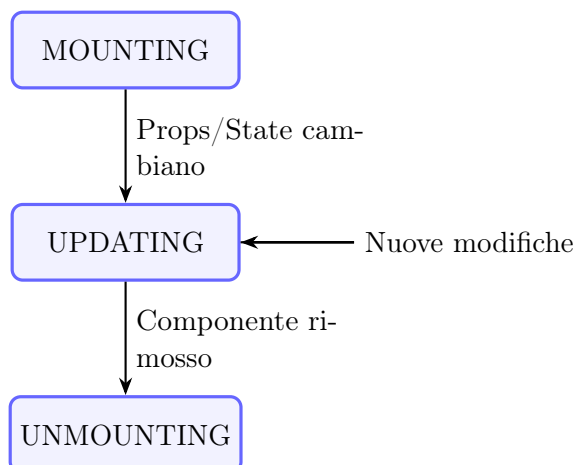 MOUNTING
Props/State cam-
biano
UPDATING
Nuove modifiche
Componente ri-
mosso
UNMOUNTING